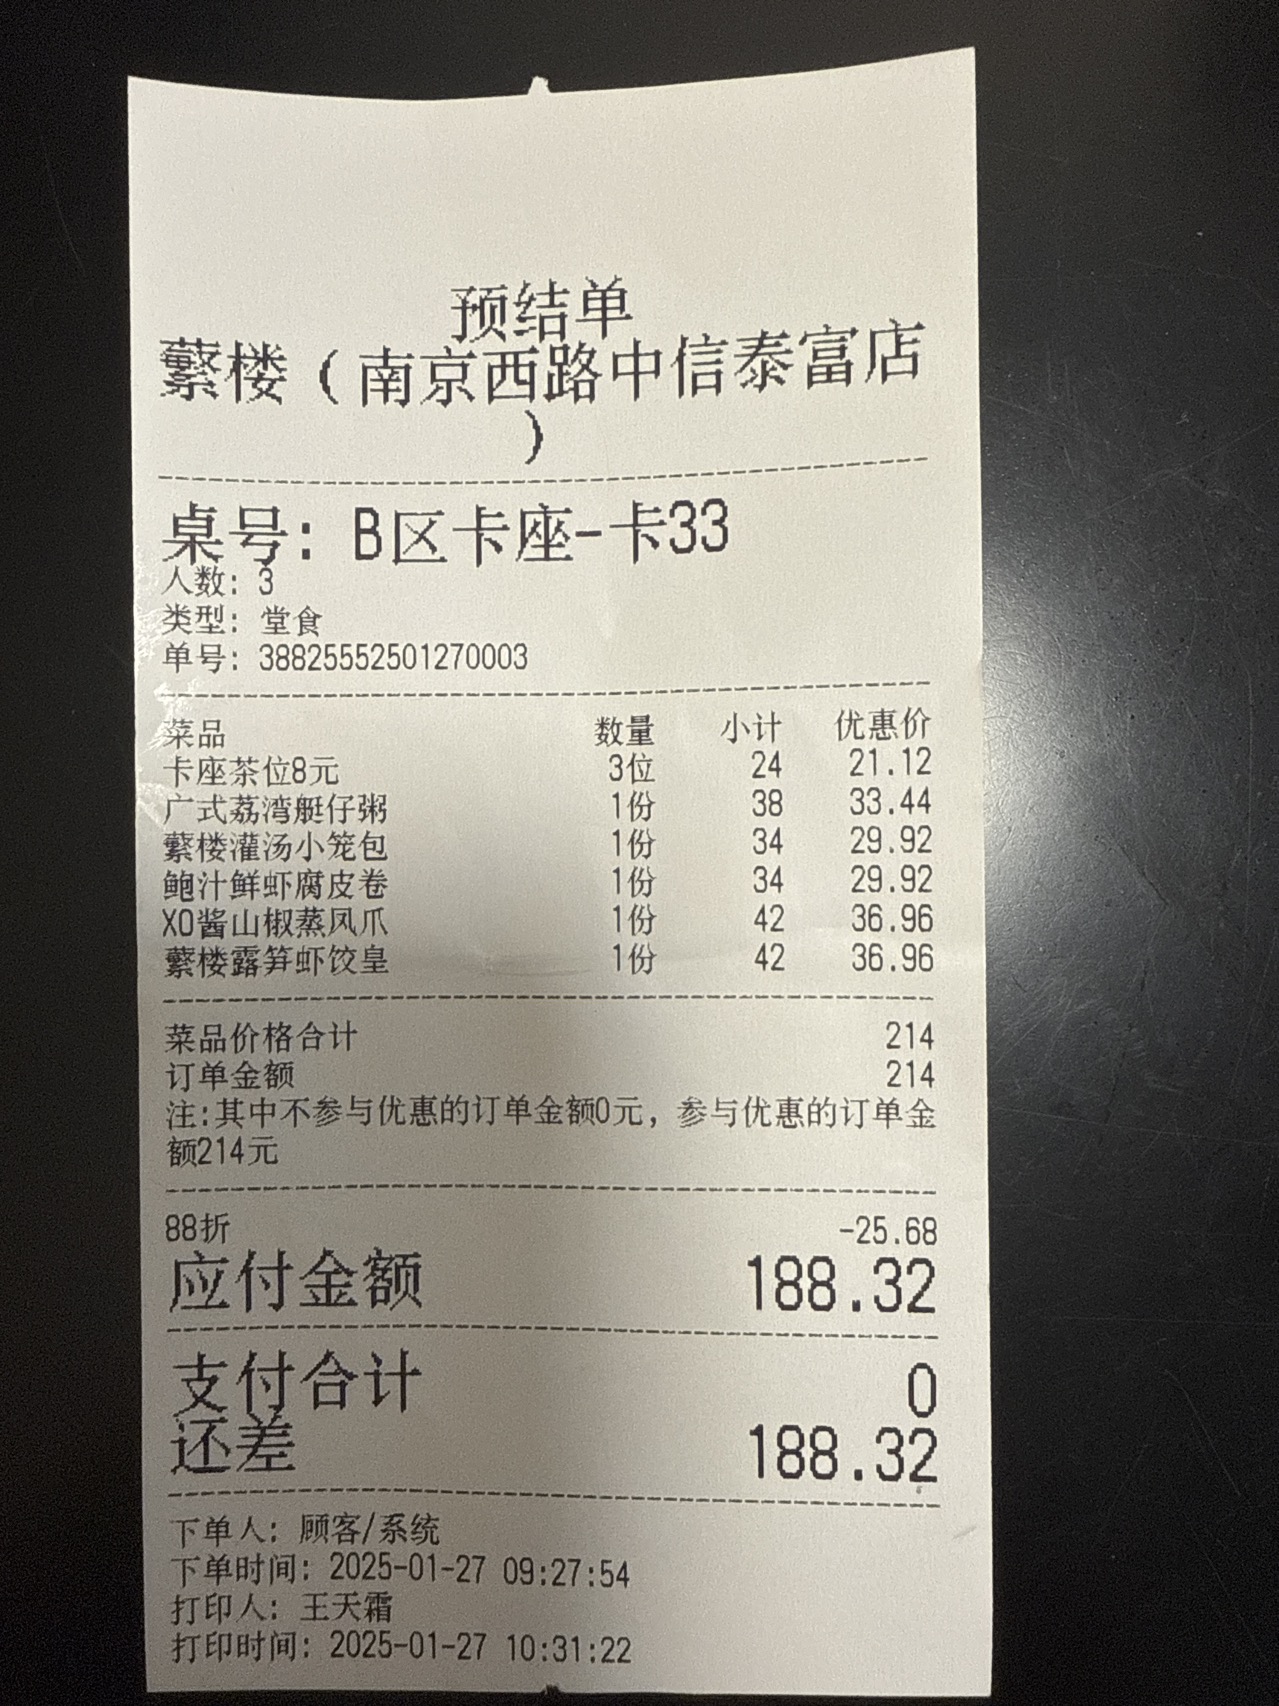 预结单
蘩楼(南京西路中信泰富店
)
桌号: B区卡座-卡33
人数: 3
类型: 堂食
单号: 38825552501270003
菜品 数量 小计 优惠价
卡座茶位8元 3位 24 21.12
广式荔湾艇仔粥 1份 38 33.44
蘩楼灌汤小笼包 1份 34 29.92
鲍汁鲜虾腐皮卷 1份 34 29.92
XO酱山椒蒸凤爪 1份 42 36.96
蘩楼露笋虾饺皇 1份 42 36.96
菜品价格合计 214
订单金额 214
注:其中不参与优惠的订单金额0元, 参与优惠的订单金
额214元
88折 -25.68
应付金额 188.32
支付合计 0
还差 188.32
下单人: 顾客/系统
下单时间: 2025-01-27 09:27:54
打印人: 王天霜
打印时间: 2025-01-27 10:31:22